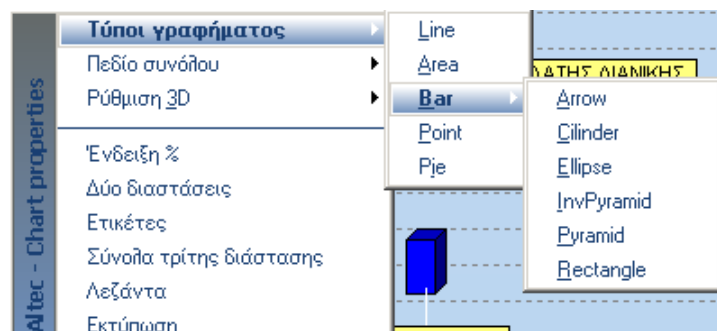 Altec - Chart properties
Τύποι γραφήματος
Πεδίο συνόλου
Ρύθμιση 3D
Ένδειξη %
Δύο διαστάσεις
Ετικέτες
Σύνολα τρίτης διάστασης
Λεζάντα
Εκτύπωση
Line
Area
Bar
Point
Pie
ΔΑΤΗΣ ΛΙΑΝΙΚΗΣ
Arrow
Cilinder
Ellipse
InvPyramid
Pyramid
Rectangle